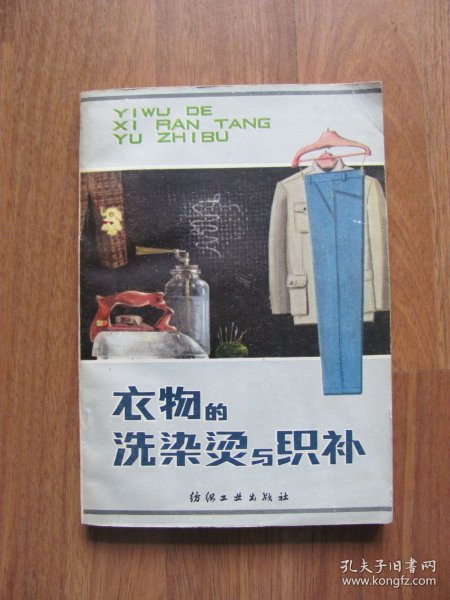 YIWU DE
XI RAN TANG
YU ZHIBU
衣物的
洗染烫与织补
纺织工业出版社
孔夫子旧书网
www.kongfz.com